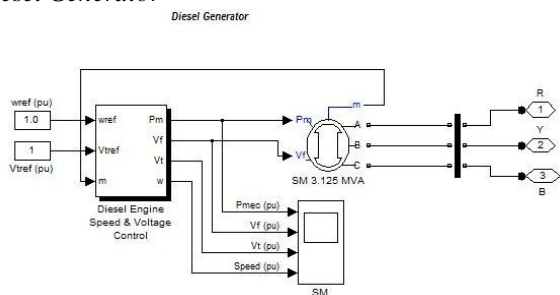 Diesel Generator
wref (pu)
1.0
1
Vtref (pu)
wref
Vtref
m
Pm
Vf
Vt
w
Diesel Engine
Speed & Voltage
Control
m
Pm
Vf
A
B
C
SM 3.125 MVA
Pmec (pu)
Vf (pu)
Vt (pu)
Speed (pu)
SM
R
1
Y
2
3
B